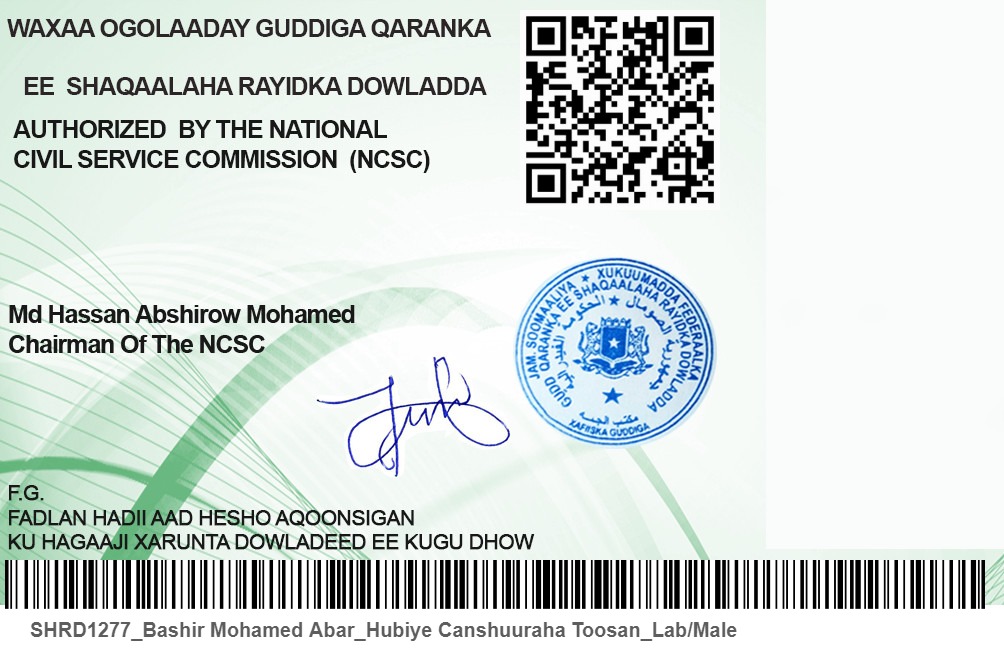 WAXAA OGOLAADAY GUDDIGA QARANKA
EE SHAQAALAHA RAYIDKA DOWLADDA
AUTHORIZED BY THE NATIONAL
CIVIL SERVICE COMMISSION (NCSC)
Md Hassan Abshirow Mohamed
Chairman Of The NCSC
JAM. SOOMAALIYA ★ XUKUUMADDA FEDERAALKA
GUDD QARANKA EE SHAQAALAHA RAYIDKA DOWLADDA
XAFIISKA GUDDIGA
F.G.
FADLAN HADII AAD HESHO AQOONSIGAN
KU HAGAAJI XARUNTA DOWLADEED EE KUGU DHOW
SHRD1277_Bashir Mohamed Abar_Hubiye Canshuuraha Toosan_Lab/Male